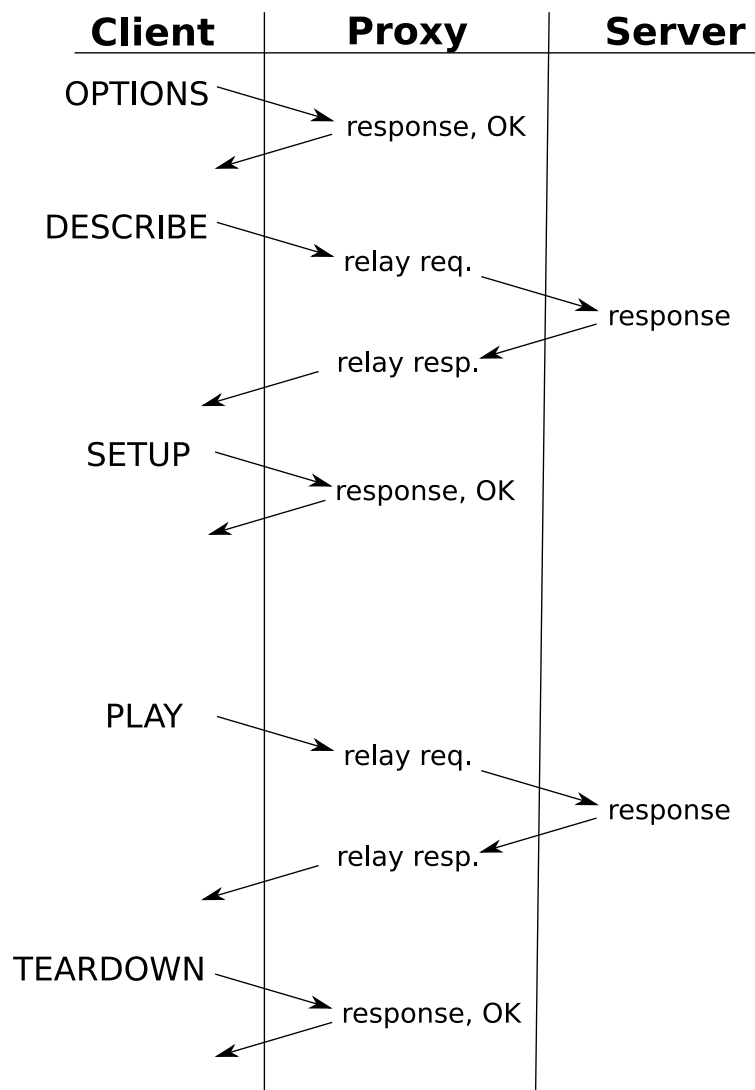 Client Proxy Server
OPTIONS
response, OK
DESCRIBE
relay req.
response
relay resp.
SETUP
response, OK
PLAY
relay req.
response
relay resp.
TEARDOWN
response, OK